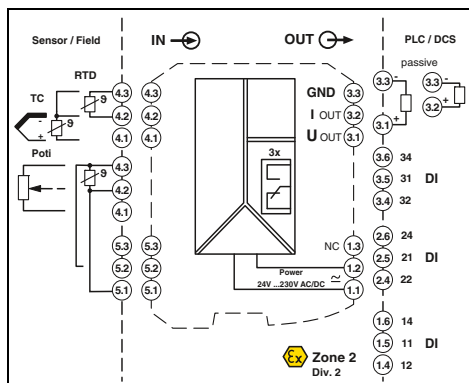 Sensor / Field
IN
OUT
PLC / DCS
passive
RTD
TC
4.3
4.3
ϑ
4.2
4.2
ϑ
4.1
4.1
-
+
Poti
4.3
ϑ
4.2
4.1
5.3
5.3
5.2
5.2
5.1
5.1
GND
3.3
I OUT
3.2
U OUT
3.1
3x
NC
1.3
1.2
1.1
Power
24V ...230V AC/DC
3.3 -
3.1 +
3.3 -
3.2 +
3.6 34
3.5 31 DI
3.4 32
2.6 24
2.5 21 DI
2.4 22
1.6 14
1.5 11 DI
1.4 12
Ex Zone 2
Div. 2